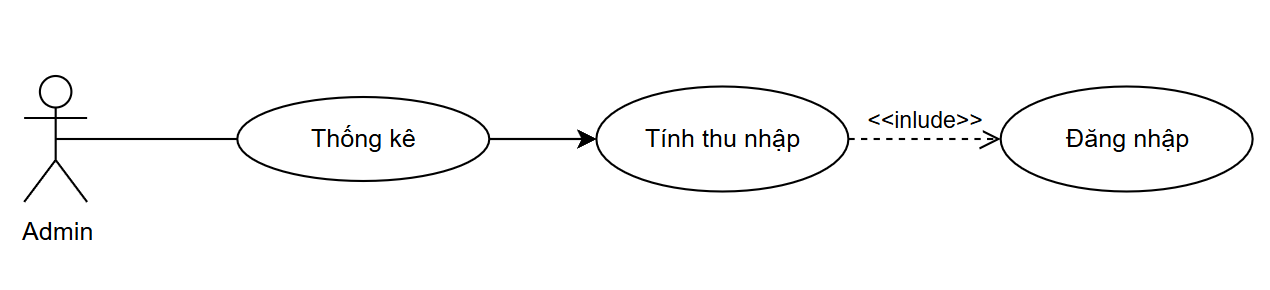 Thống kê
Tính thu nhập
<<inlude>>
Đăng nhập
Admin